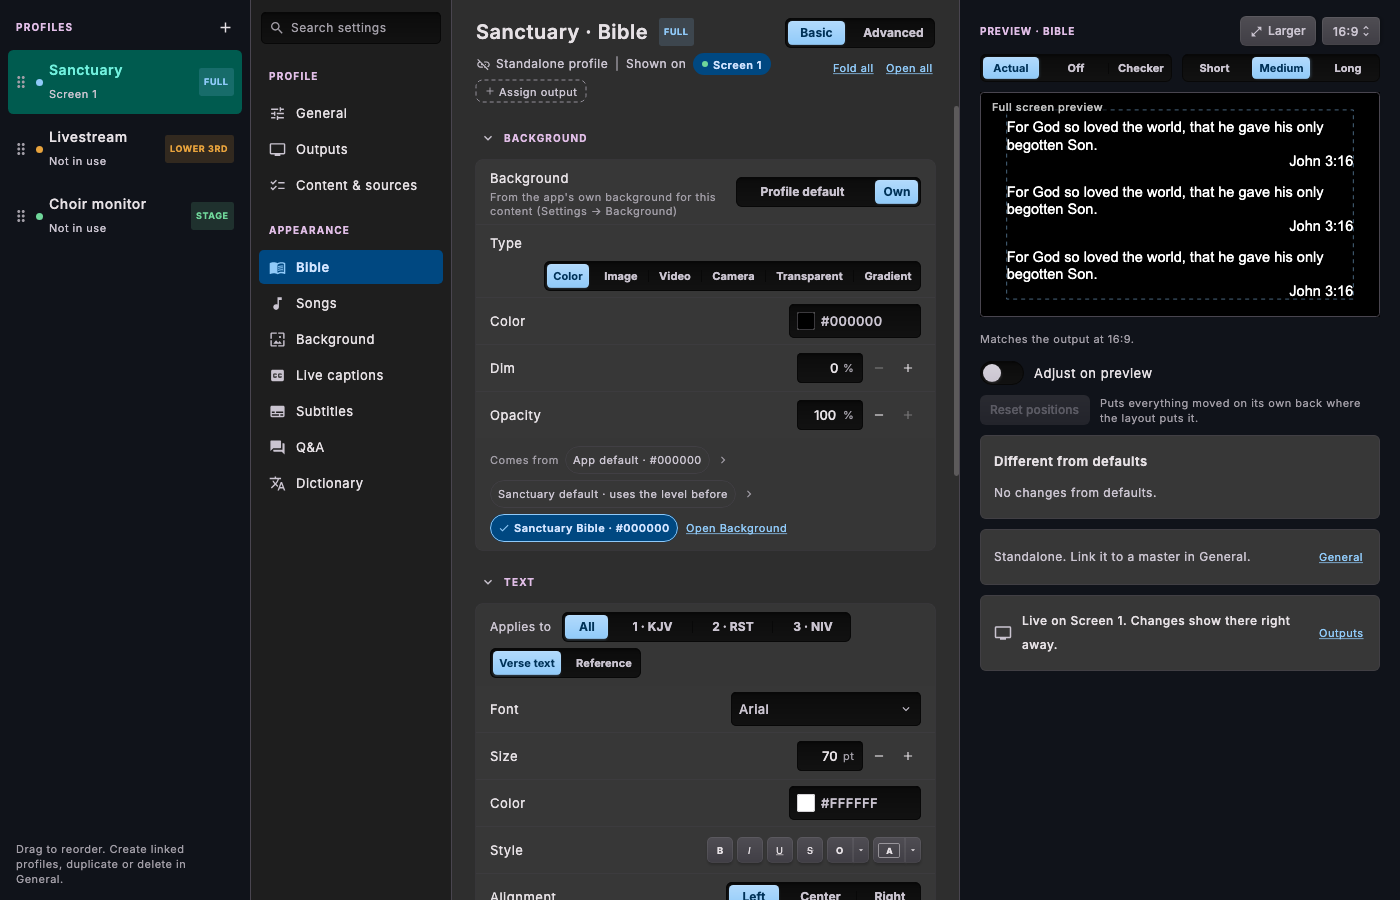 PROFILES
Sanctuary
Screen 1
FULL
Livestream
Not in use
LOWER 3RD
Choir monitor
Not in use
STAGE
Drag to reorder. Create linked
profiles, duplicate or delete in
General.
Search settings
PROFILE
General
Outputs
Content & sources
APPEARANCE
Bible
Songs
Background
Live captions
Subtitles
Q&A
Dictionary
Sanctuary · Bible FULL
Basic Advanced
Standalone profile | Shown on Screen 1
Fold all Open all
+ Assign output
BACKGROUND
Background
From the app's own background for this
content (Settings → Background)
Profile default Own
Type
Color Image Video Camera Transparent Gradient
Color #000000
Dim 0 % − +
Opacity 100 % − +
Comes from App default · #000000 >
Sanctuary default · uses the level before >
✓ Sanctuary Bible · #000000 Open Background
TEXT
Applies to All 1 · KJV 2 · RST 3 · NIV
Verse text Reference
Font Arial
Size 70 pt − +
Color #FFFFFF
Style B I U S O A
Alignment Left Center Right
PREVIEW · BIBLE
Larger 16:9
Actual Off Checker Short Medium Long
Full screen preview
For God so loved the world, that he gave his only
begotten Son.
John 3:16
For God so loved the world, that he gave his only
begotten Son.
John 3:16
For God so loved the world, that he gave his only
begotten Son.
John 3:16
Matches the output at 16:9.
Adjust on preview
Reset positions
Puts everything moved on its own back where
the layout puts it.
Different from defaults
No changes from defaults.
Standalone. Link it to a master in General. General
Live on Screen 1. Changes show there right
away.
Outputs